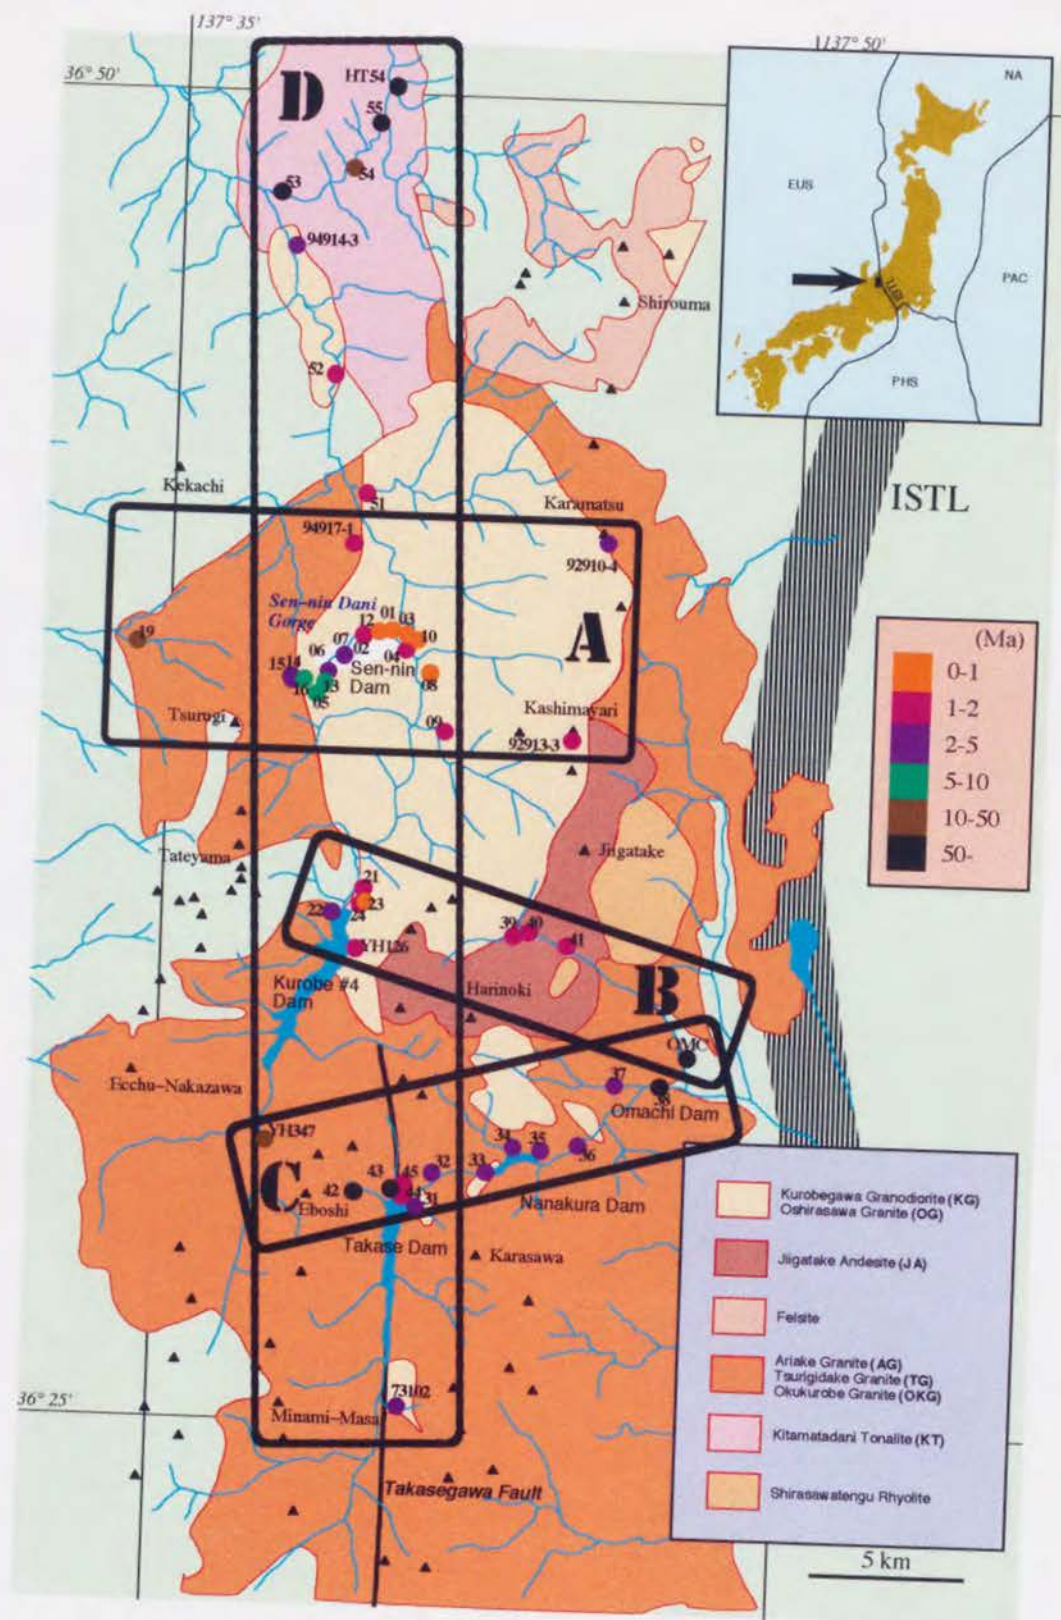 137° 35'
137° 50'
36° 50'
NA
EUS
PAC
ISTL
PHS
D
HT54
55
54
53
94914-3
Shirouma
52
Kekachi
51
ISTL
Karamatsu
94917-1
92910-4
Sen-nin Dani
Gorge
01 03
12
10
19
07
02
04
A
06
Sen-nin
Dam
15 14
13
08
16
05
Tsurugi
09
Kashimayari
92913-3
(Ma)
0-1
1-2
2-5
5-10
10-50
50-
Tateyama
Jiigatake
21
23
22
24
39 40
41
YH126
Kurobe #4
Dam
Harinoki
B
OMC
Ecchu-Nakazawa
37
38
Omachi Dam
YH347
34
35
36
C
43
45
32
33
42
44
31
Eboshi
Nanakura Dam
Takase Dam
Karasawa
Kurobegawa Granodiorite (KG)
Oshirasawa Granite (OG)
Jiigatake Andesite (JA)
Felsite
Ariake Granite (AG)
Tsurigidake Granite (TG)
Okukurobe Granite (OKG)
Kitamatadani Tonalite (KT)
Shirasawatengu Rhyolite
36° 25'
73102
Minami-Masa
Takasegawa Fault
5 km